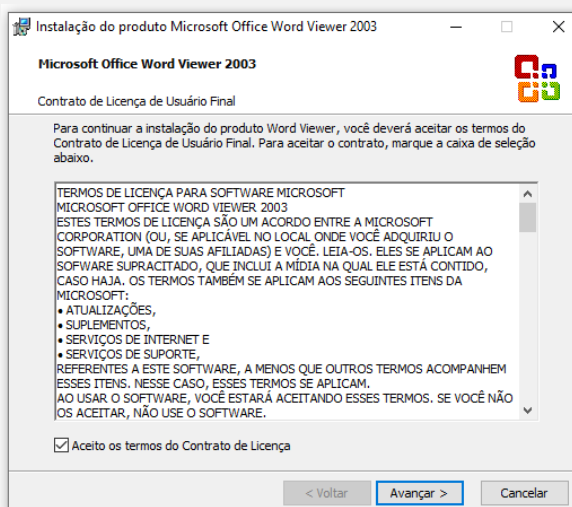 Instalação do produto Microsoft Office Word Viewer 2003
Microsoft Office Word Viewer 2003
Contrato de Licença de Usuário Final
Para continuar a instalação do produto Word Viewer, você deverá aceitar os termos do
Contrato de Licença de Usuário Final. Para aceitar o contrato, marque a caixa de seleção
abaixo.
TERMOS DE LICENÇA PARA SOFTWARE MICROSOFT
MICROSOFT OFFICE WORD VIEWER 2003
ESTES TERMOS DE LICENÇA SÃO UM ACORDO ENTRE A MICROSOFT
CORPORATION (OU, SE APLICÁVEL NO LOCAL ONDE VOCÊ ADQUIRIU O
SOFTWARE, UMA DE SUAS AFILIADAS) E VOCÊ. LEIA-OS. ELES SE APLICAM AO
SOFWARE SUPRACITADO, QUE INCLUI A MÍDIA NA QUAL ELE ESTÁ CONTIDO,
CASO HAJA. OS TERMOS TAMBÉM SE APLICAM AOS SEGUINTES ITENS DA
MICROSOFT:
• ATUALIZAÇÕES,
• SUPLEMENTOS,
• SERVIÇOS DE INTERNET E
• SERVIÇOS DE SUPORTE,
REFERENTES A ESTE SOFTWARE, A MENOS QUE OUTROS TERMOS ACOMPANHEM
ESSES ITENS. NESSE CASO, ESSES TERMOS SE APLICAM.
AO USAR O SOFTWARE, VOCÊ ESTARÁ ACEITANDO ESSES TERMOS. SE VOCÊ NÃO
OS ACEITAR, NÃO USE O SOFTWARE.
Aceito os termos do Contrato de Licença
< Voltar
Avançar >
Cancelar